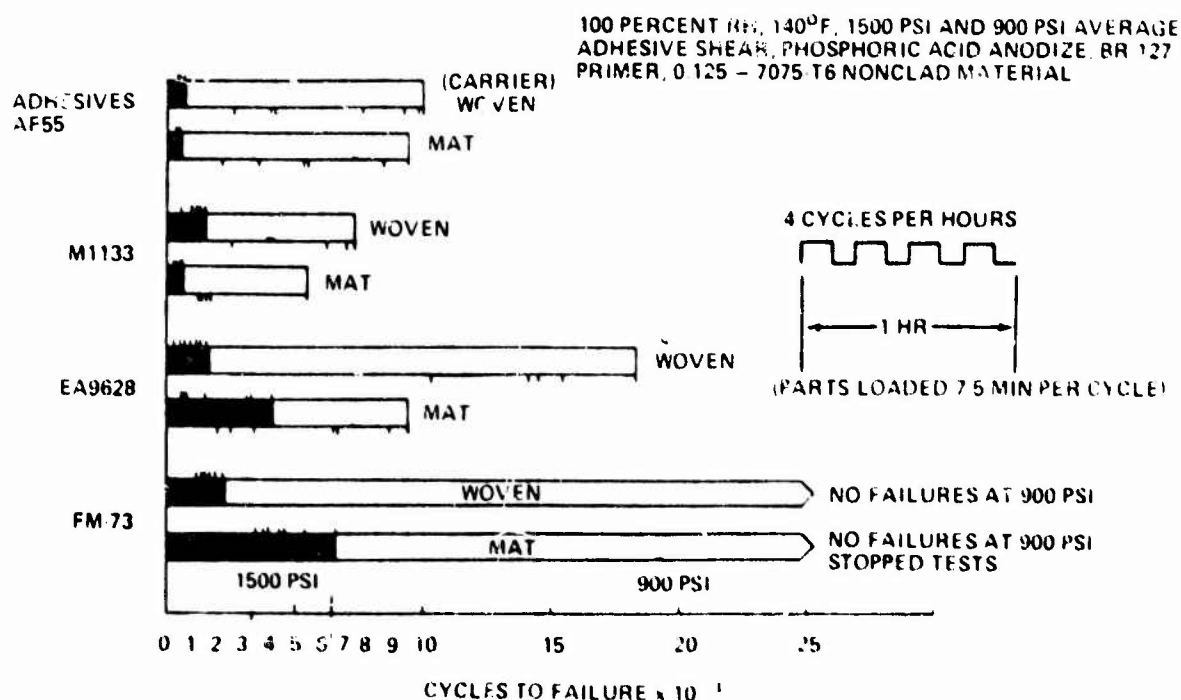 100 PERCENT RH, 140°F, 1500 PSI AND 900 PSI AVERAGE
ADHESIVE SHEAR, PHOSPHORIC ACID ANODIZE, BR 127
PRIMER, 0.125 – 7075-T6 NONCLAD MATERIAL
ADHESIVES
AF55
(CARRIER)
WOVEN
MAT
M1133
WOVEN
MAT
4 CYCLES PER HOURS
1 HR
(PARTS LOADED 7.5 MIN PER CYCLE)
EA9628
WOVEN
MAT
FM-73
WOVEN
NO FAILURES AT 900 PSI
MAT
NO FAILURES AT 900 PSI
STOPPED TESTS
1500 PSI
900 PSI
0 1 2 3 4 5 6 7 8 9 10 15 20 25
CYCLES TO FAILURE x 10